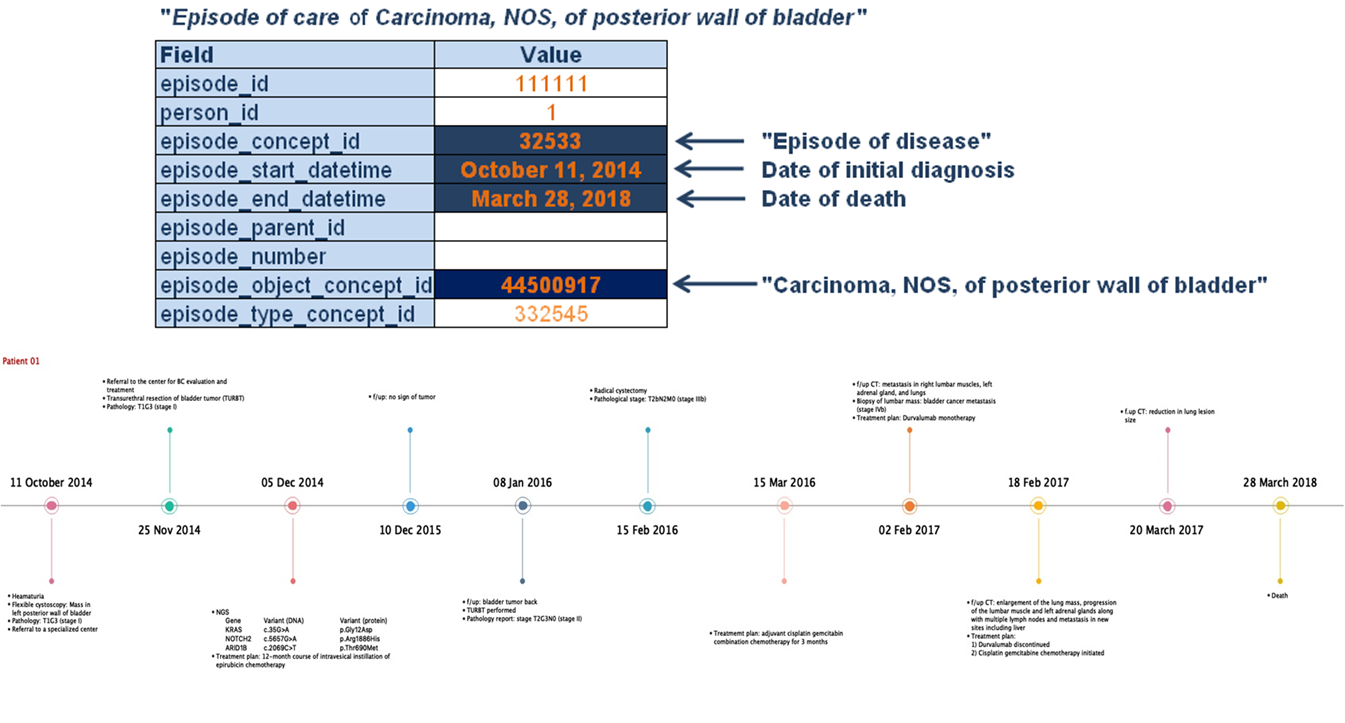 "Episode of care of Carcinoma, NOS, of posterior wall of bladder"
Field Value
episode_id 111111
person_id 1
episode_concept_id 32533 "Episode of disease"
episode_start_datetime October 11, 2014 Date of initial diagnosis
episode_end_datetime March 28, 2018 Date of death
episode_parent_id
episode_number
episode_object_concept_id 44500917 "Carcinoma, NOS, of posterior wall of bladder"
episode_type_concept_id 332545
Patient 01
• Referral to the center for BC evaluation and
treatment
• Transurethral resection of bladder tumor (TURBT)
• Pathology: T1G3 (stage I)
• f/up: no sign of tumor
• Radical cystectomy
• Pathological stage: T2bN2M0 (stage IIIb)
• f/up CT: metastasis in right lumbar muscles, left
adrenal gland, and lungs
• Biopsy of lumbar mass: bladder cancer metastasis
(stage IVb)
• Treatment plan: Durvalumab monotherapy
• f.up CT: reduction in lung lesion
size
11 October 2014
25 Nov 2014
05 Dec 2014
10 Dec 2015
08 Jan 2016
15 Feb 2016
15 Mar 2016
02 Feb 2017
18 Feb 2017
20 March 2017
28 March 2018
• Heamaturia
• Flexible cystoscopy: Mass in
left posterior wall of bladder
• Pathology: T1G3 (stage I)
• Referral to a specialized center
• NGS
Gene Variant (DNA) Variant (protein)
KRAS c.35G>A p.Gly12Asp
NOTCH2 c.5657G>A p.Arg1886His
ARID1B c.2069C>T p.Thr690Met
• Treatment plan: 12-month course of intravesical instillation of
epirubicin chemotherapy
• f/up: bladder tumor back
• TURBT performed
• Pathology report: stage T2G3N0 (stage II)
• Treatment plan: adjuvant cisplatin gemcitabin
combination chemotherapy for 3 months
• f/up CT: enlargement of the lung mass, progression
of the lumbar muscle and left adrenal glands along
with multiple lymph nodes and metastasis in new
sites including liver
• Treatment plan:
1) Durvalumab discontinued
2) Cisplatin gemcitabine chemotherapy initiated
• Death